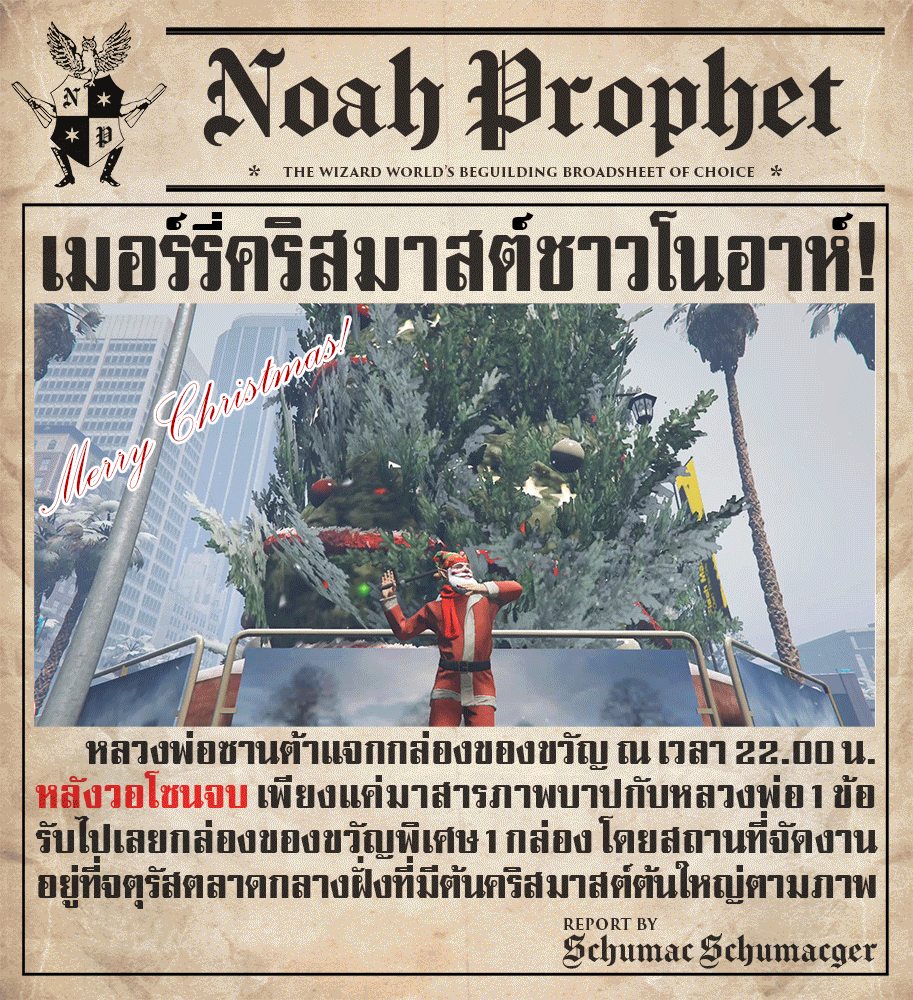 N
P
Noah Prophet
* THE WIZARD WORLD'S BEGUILDING BROADSHEET OF CHOICE *
เมอร์รี่คริสมาสต์ชาวโนอาห์!
Merry Christmas!
หลวงพ่อซานต้าแจกกล่องของขวัญ ณ เวลา 22.00 น.
หลังวอโซนจบ เพียงแค่มาสารภาพบาปกับหลวงพ่อ 1 ข้อ
รับไปเลยกล่องของขวัญพิเศษ 1 กล่อง โดยสถานที่จัดงาน
อยู่ที่จตุรัสตลาดกลางฝั่งที่มีต้นคริสมาสต์ต้นใหญ่ตามภาพ
REPORT BY
Schumac Schumacger